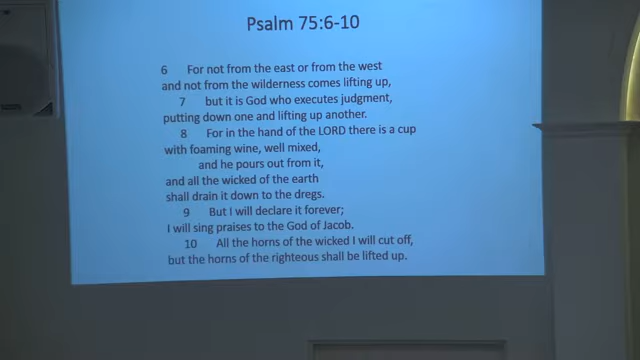 Psalm 75:6-10
6 For not from the east or from the west
and not from the wilderness comes lifting up,
7 but it is God who executes judgment,
putting down one and lifting up another.
8 For in the hand of the LORD there is a cup
with foaming wine, well mixed,
and he pours out from it,
and all the wicked of the earth
shall drain it down to the dregs.
9 But I will declare it forever;
I will sing praises to the God of Jacob.
10 All the horns of the wicked I will cut off,
but the horns of the righteous shall be lifted up.